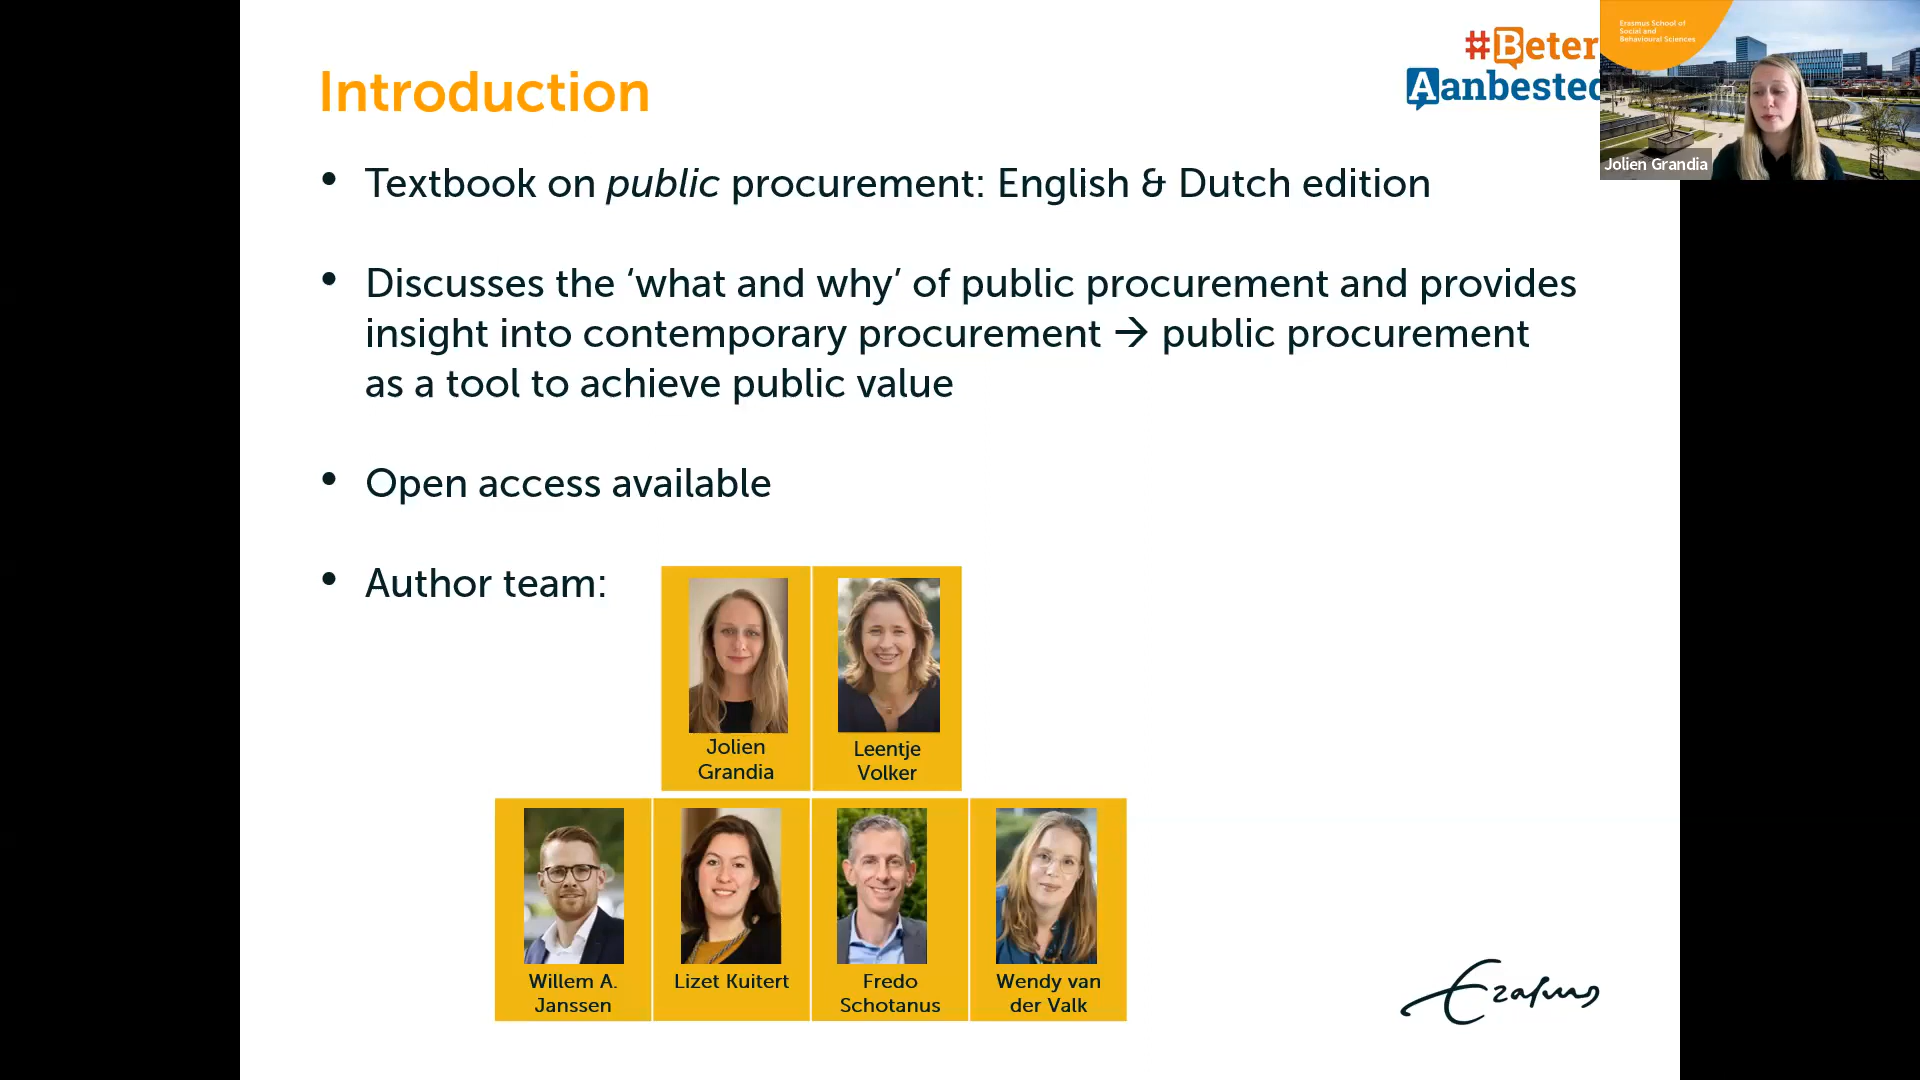 Introduction
#Beter
Aanbested
Erasmus School of
Social and
Behavioural Sciences
Jolien Grandia
• Textbook on public procurement: English & Dutch edition
• Discusses the ‘what and why’ of public procurement and provides
insight into contemporary procurement → public procurement
as a tool to achieve public value
• Open access available
• Author team:
Jolien
Grandia
Leentje
Volker
Willem A.
Janssen
Lizet Kuitert
Fredo
Schotanus
Wendy van
der Valk
Erasmus